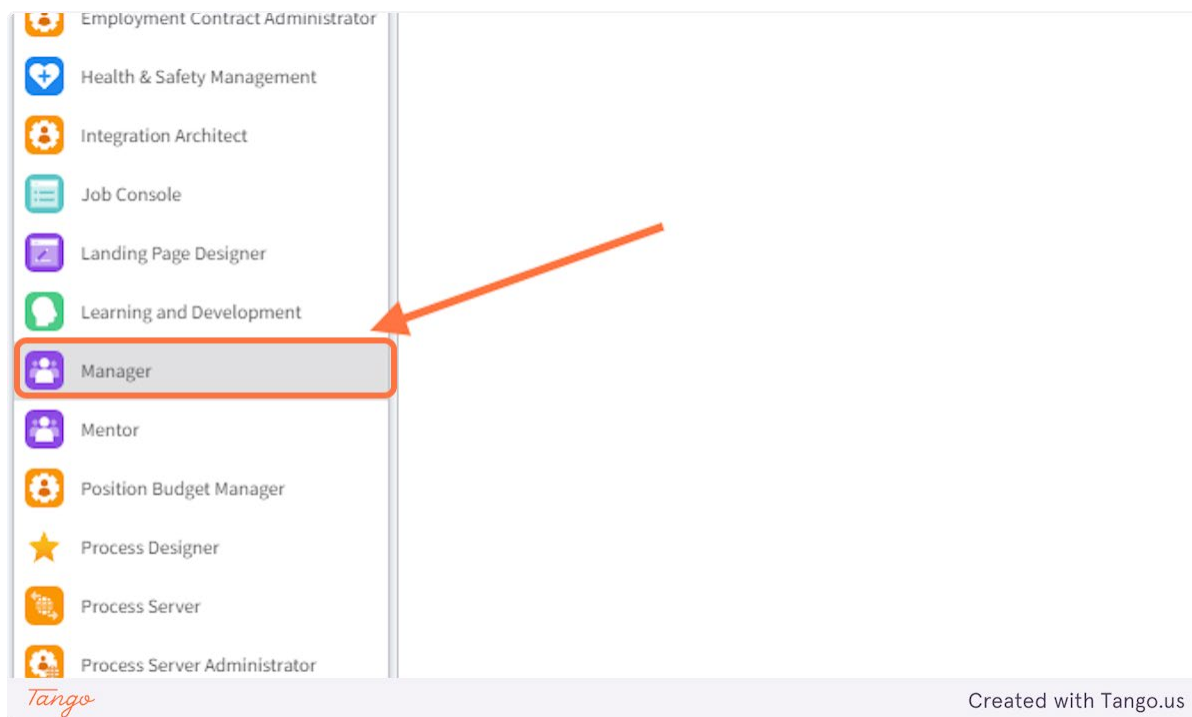 Employment Contract Administrator
Health & Safety Management
Integration Architect
Job Console
Landing Page Designer
Learning and Development
Manager
Mentor
Position Budget Manager
Process Designer
Process Server
Process Server Administrator
Tango
Created with Tango.us